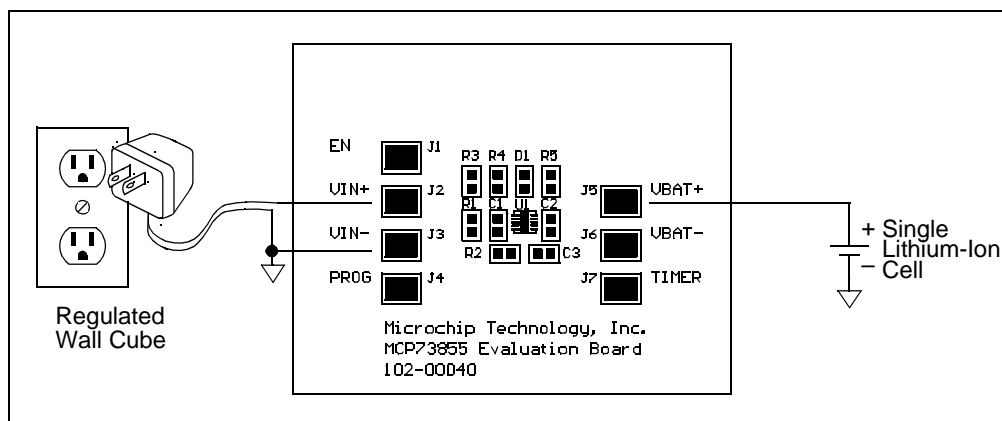 EN
J1
R3 R4 D1 R5
VIN+
J2
J5
VBAT+
R1 C1 U1 C2
VIN-
J3
J6
VBAT-
R2
C3
PROG
J4
J7
TIMER
+ Single
Lithium-Ion
– Cell
Regulated
Wall Cube
Microchip Technology, Inc.
MCP73855 Evaluation Board
102-00040